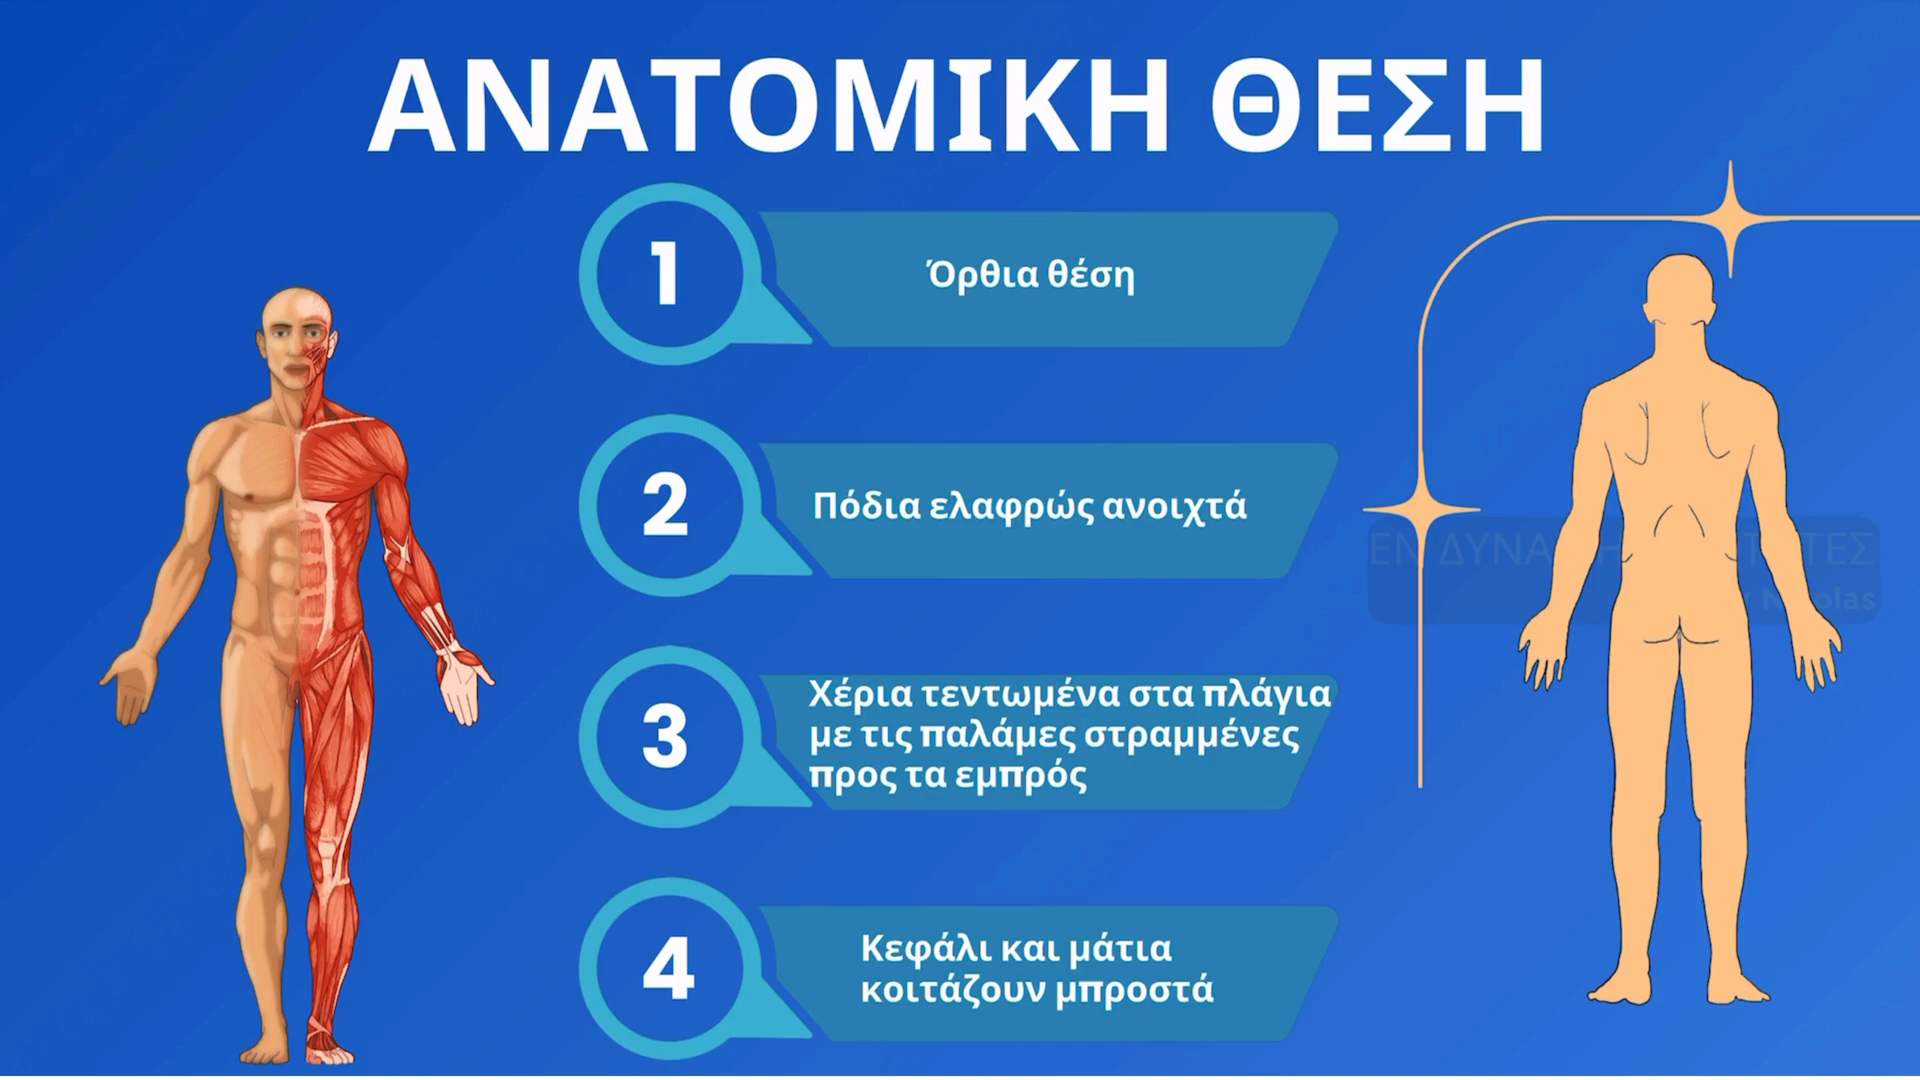 ΑΝΑΤΟΜΙΚΗ ΘΕΣΗ
1
Όρθια θέση
2
Πόδια ελαφρώς ανοιχτά
3
Χέρια τεντωμένα στα πλάγια
με τις παλάμες στραμμένες
προς τα εμπρός
4
Κεφάλι και μάτια
κοιτάζουν μπροστά